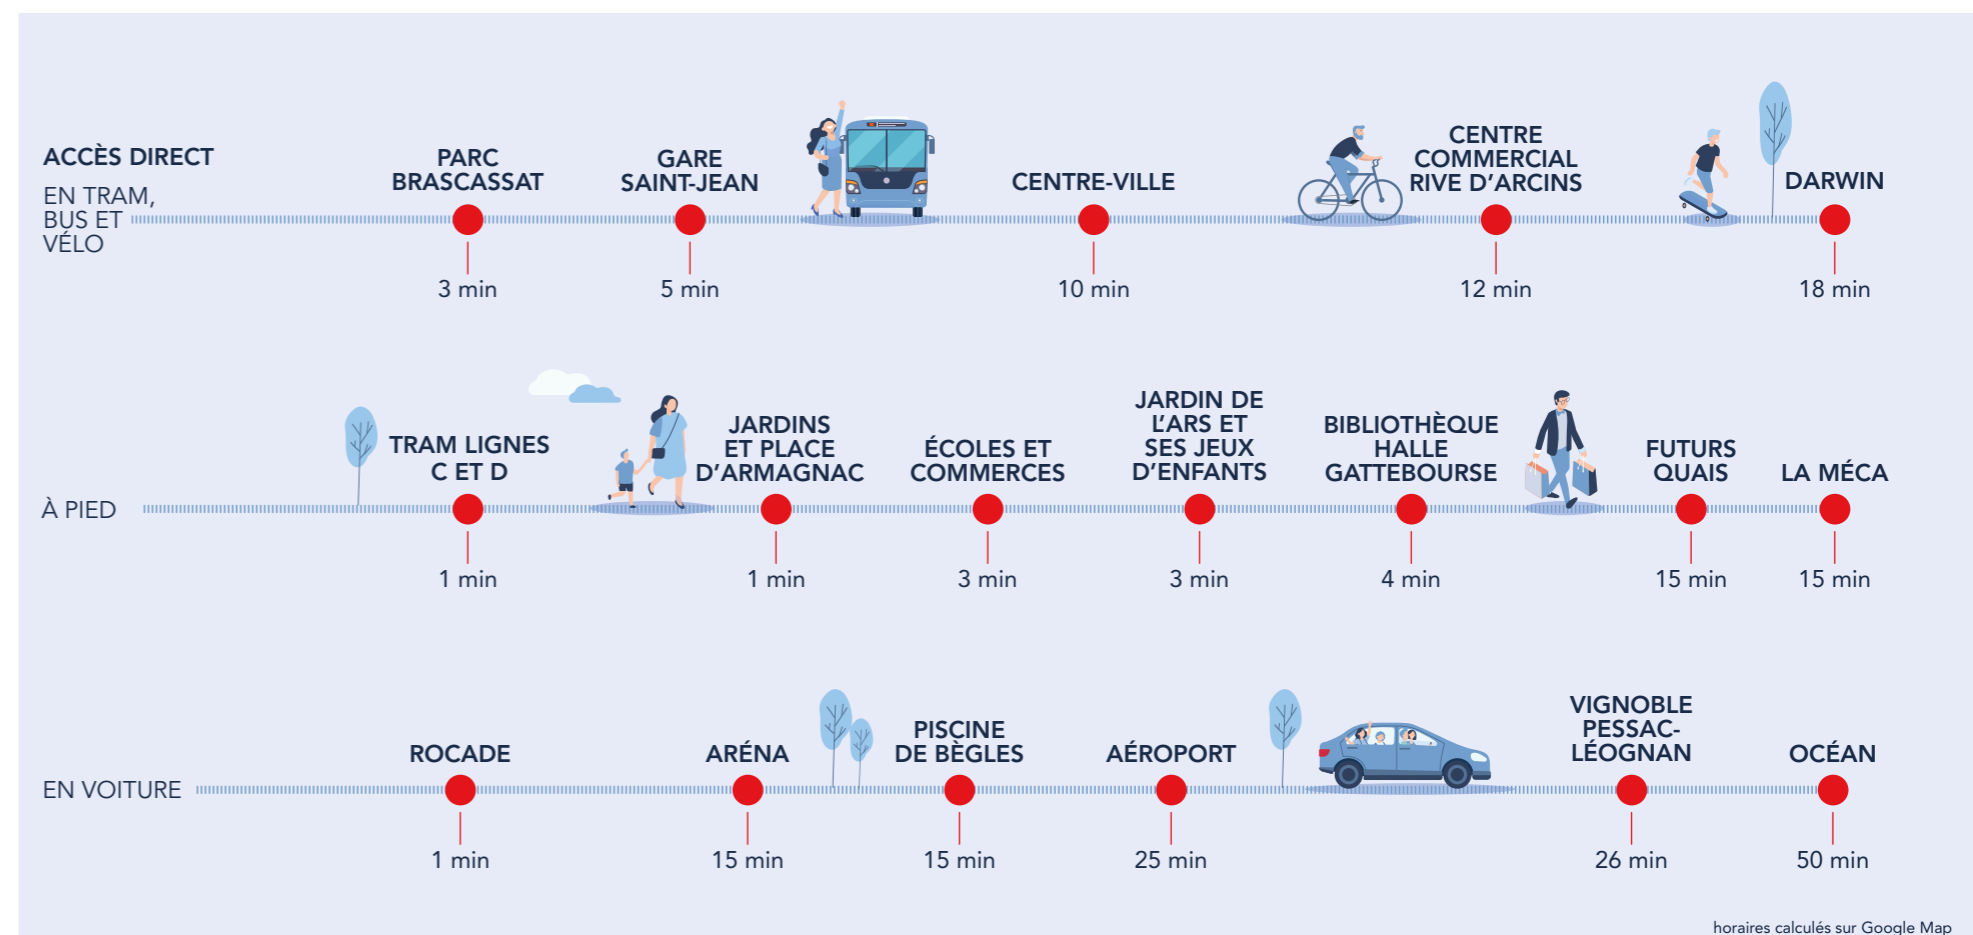 ACCÈS DIRECT
EN TRAM,
BUS ET
VÉLO
PARC
BRASCASSAT
3 min
GARE
SAINT-JEAN
5 min
CENTRE-VILLE
10 min
CENTRE
COMMERCIAL
RIVE D'ARCINS
12 min
DARWIN
18 min
À PIED
TRAM LIGNES
C ET D
1 min
JARDINS
ET PLACE
D'ARMAGNAC
1 min
ÉCOLES ET
COMMERCES
3 min
JARDIN DE
L'ARS ET
SES JEUX
D'ENFANTS
3 min
BIBLIOTHÈQUE
HALLE
GATTEBOURSE
4 min
FUTURS
QUAIS
15 min
LA MÉCA
15 min
EN VOITURE
ROCADE
1 min
ARÉNA
15 min
PISCINE
DE BÈGLES
15 min
AÉROPORT
25 min
VIGNOBLE
PESSAC-
LÉOGNAN
26 min
OCÉAN
50 min
horaires calculés sur Google Map